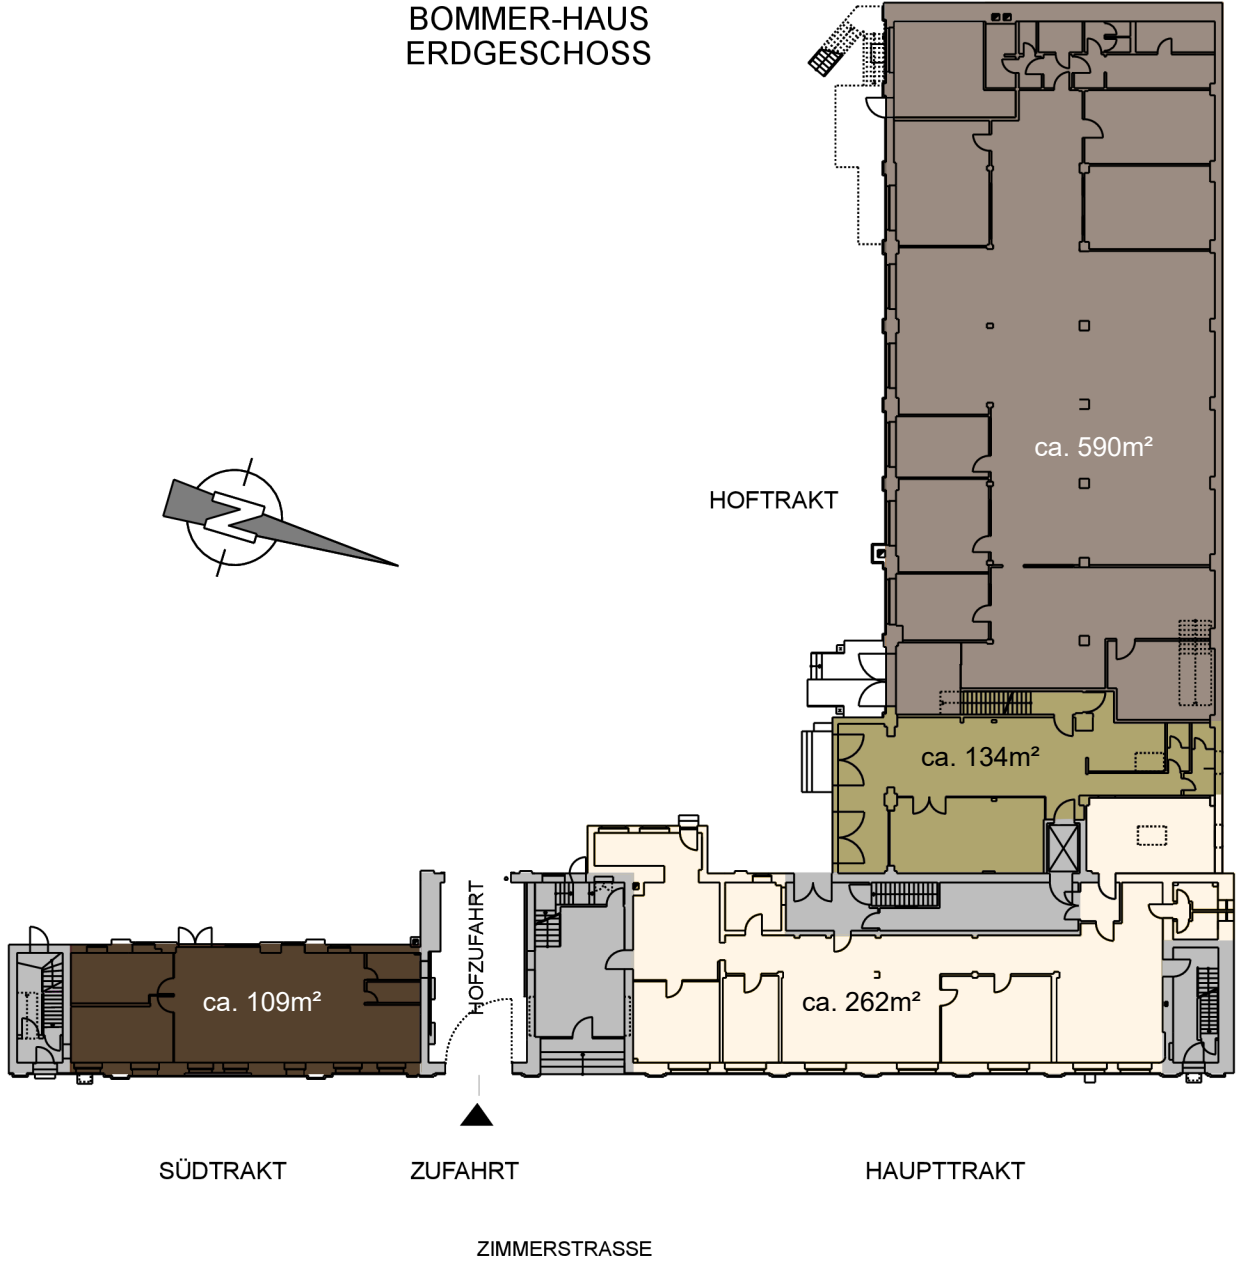 BOMMER-HAUS
ERDGESCHOSS
ca. 590m²
HOFTRAKT
N
ca. 134m²
HOFZUFAHRT
ca. 109m²
ca. 262m²
SÜDTRAKT
ZUFAHRT
HAUPTTRAKT
ZIMMERSTRASSE